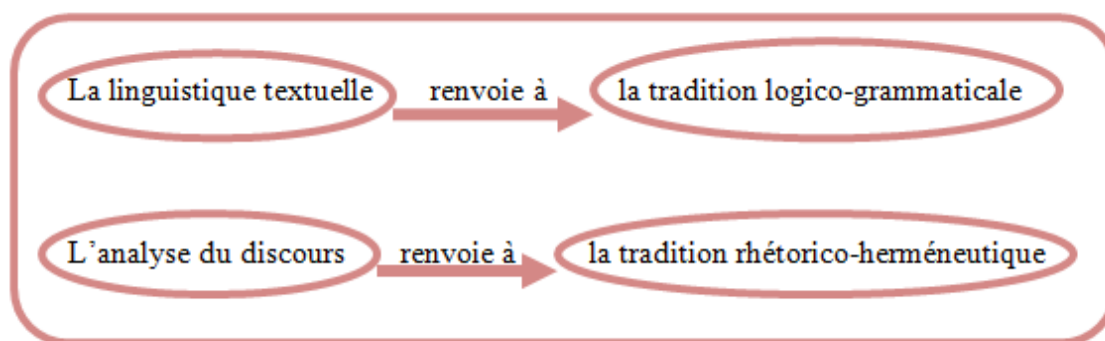 La linguistique textuelle renvoie à la tradition logico-grammaticale
L'analyse du discours renvoie à la tradition rhétorico-herméneutique